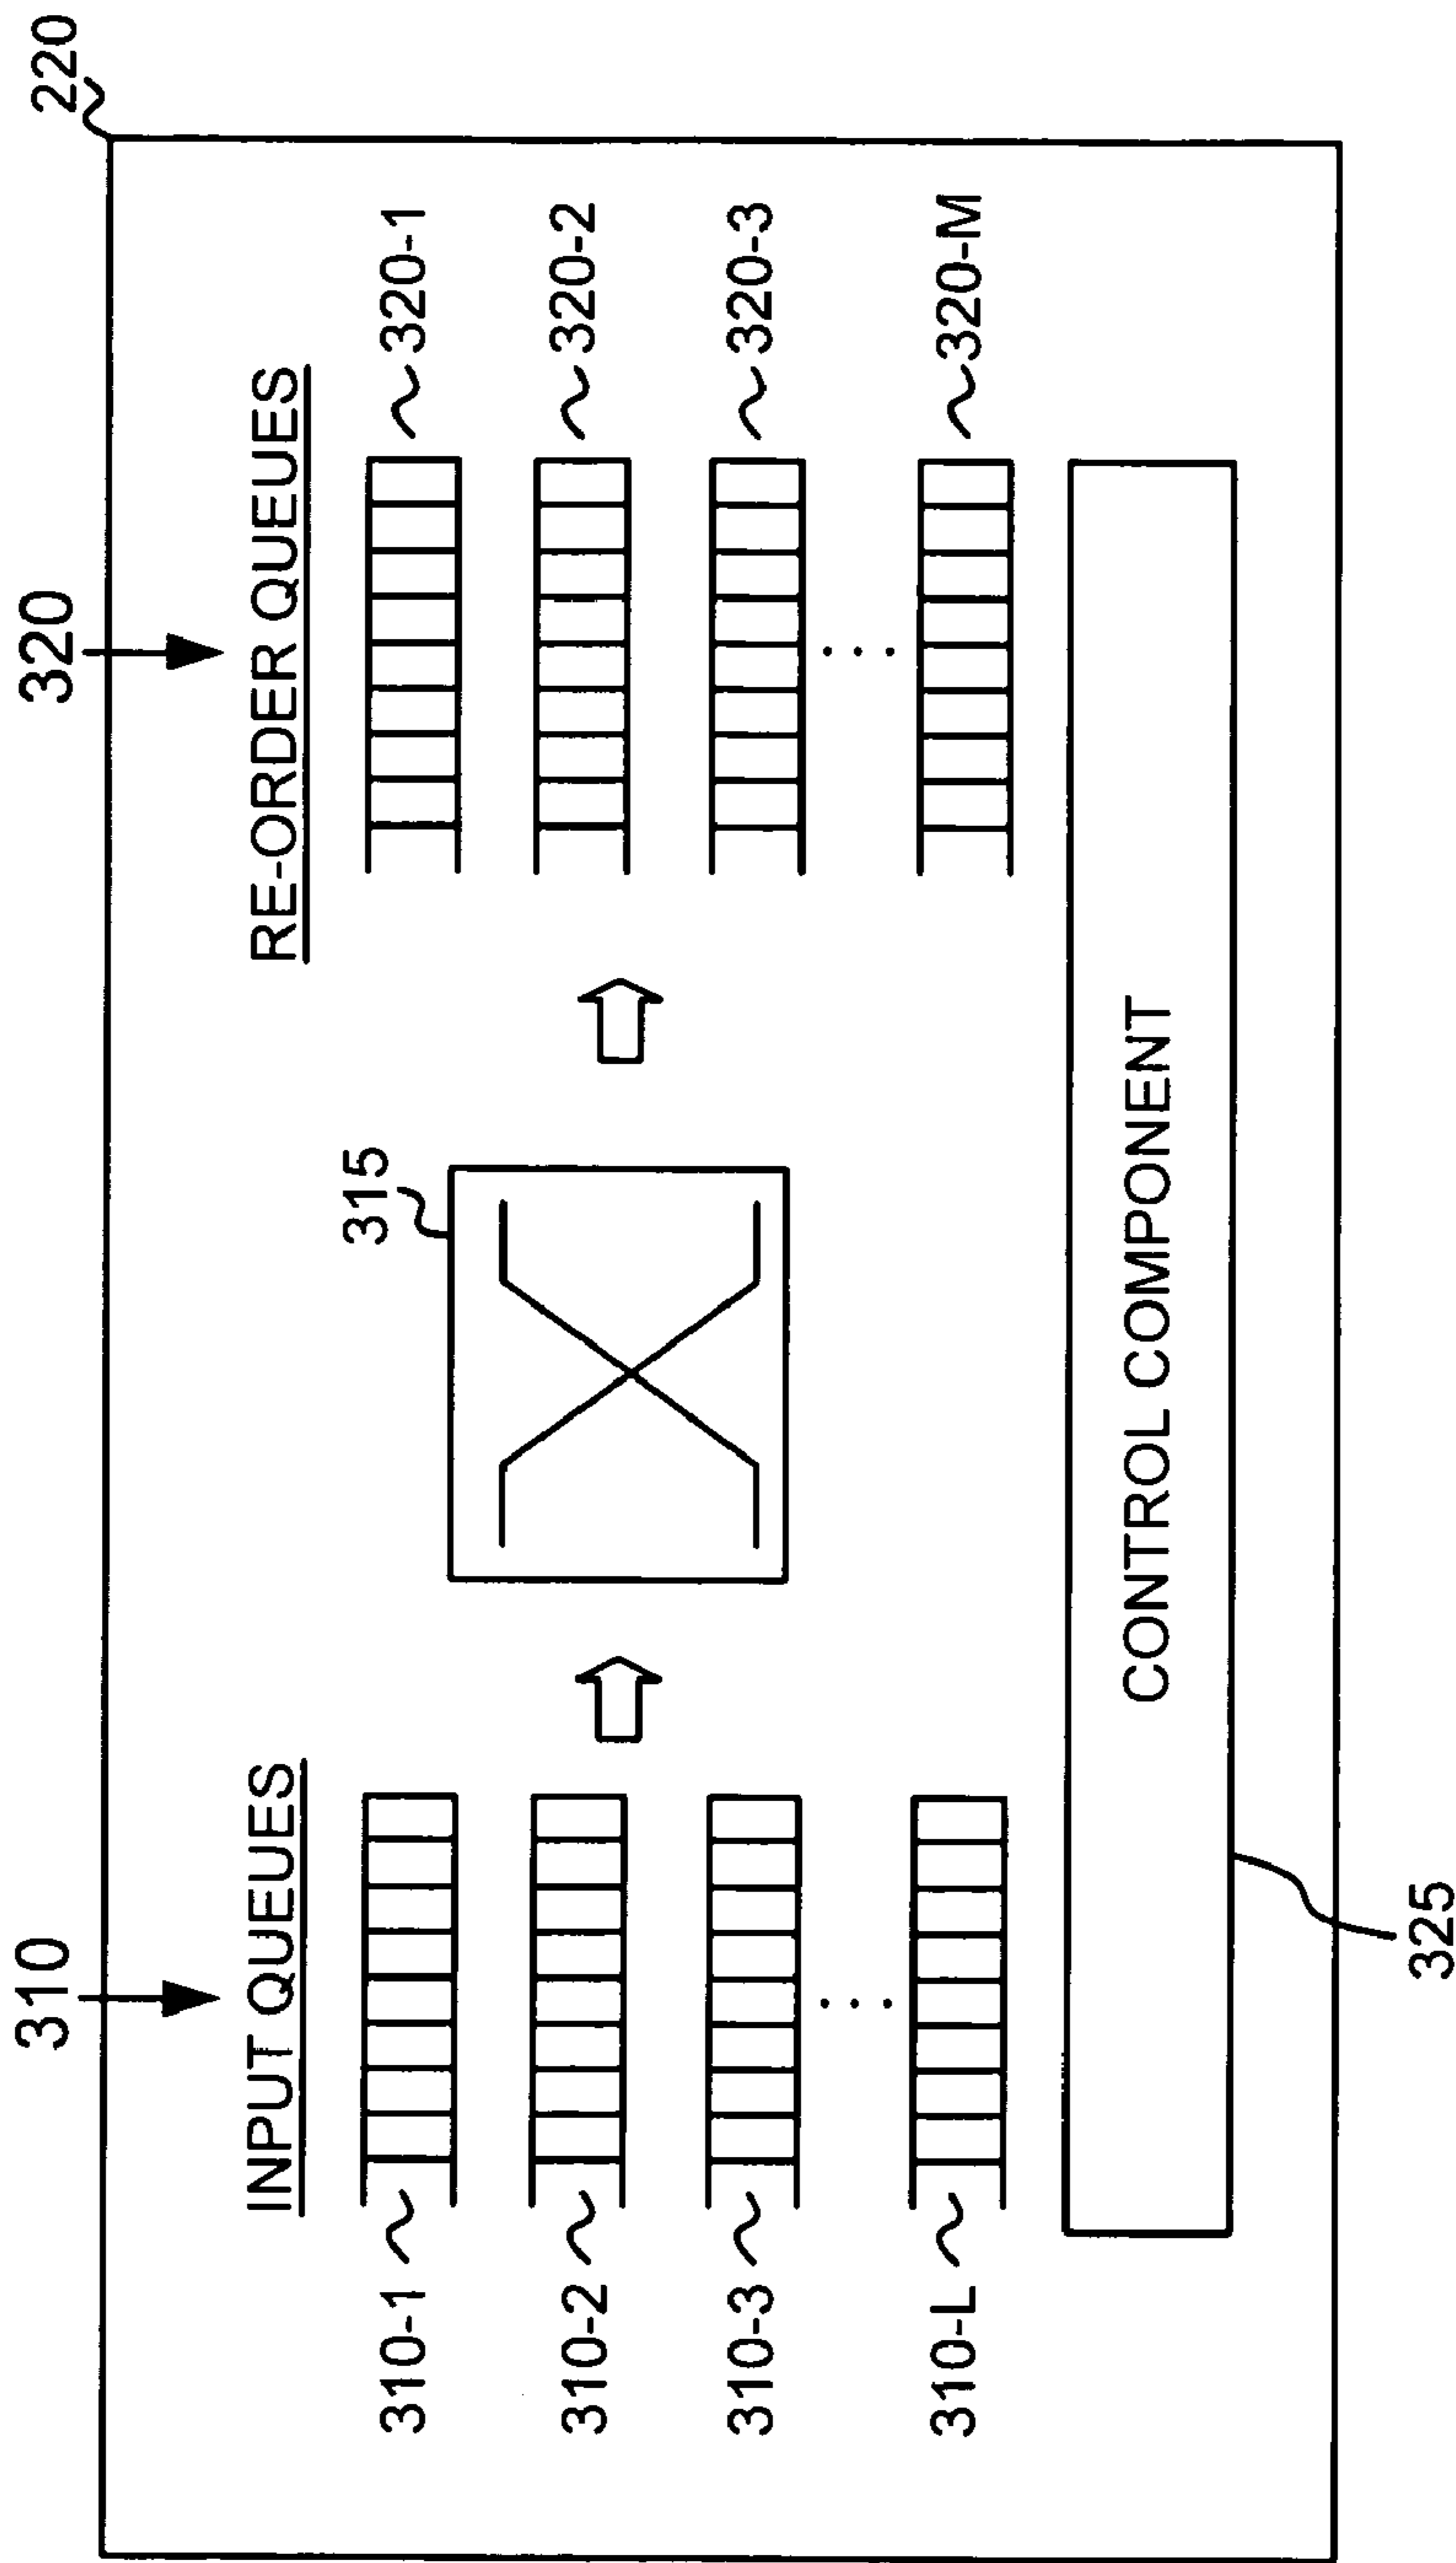 220
310
320
INPUT QUEUES
RE-ORDER QUEUES
310-1
320-1
315
310-2
320-2
310-3
320-3
310-L
320-M
CONTROL COMPONENT
325